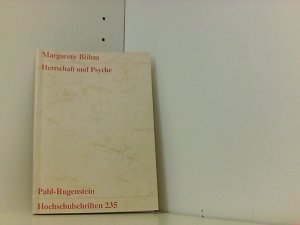 Margarete Böhm
Herrschaft und Psyche
Pahl-Rugenstein
Hochschulschriften 235